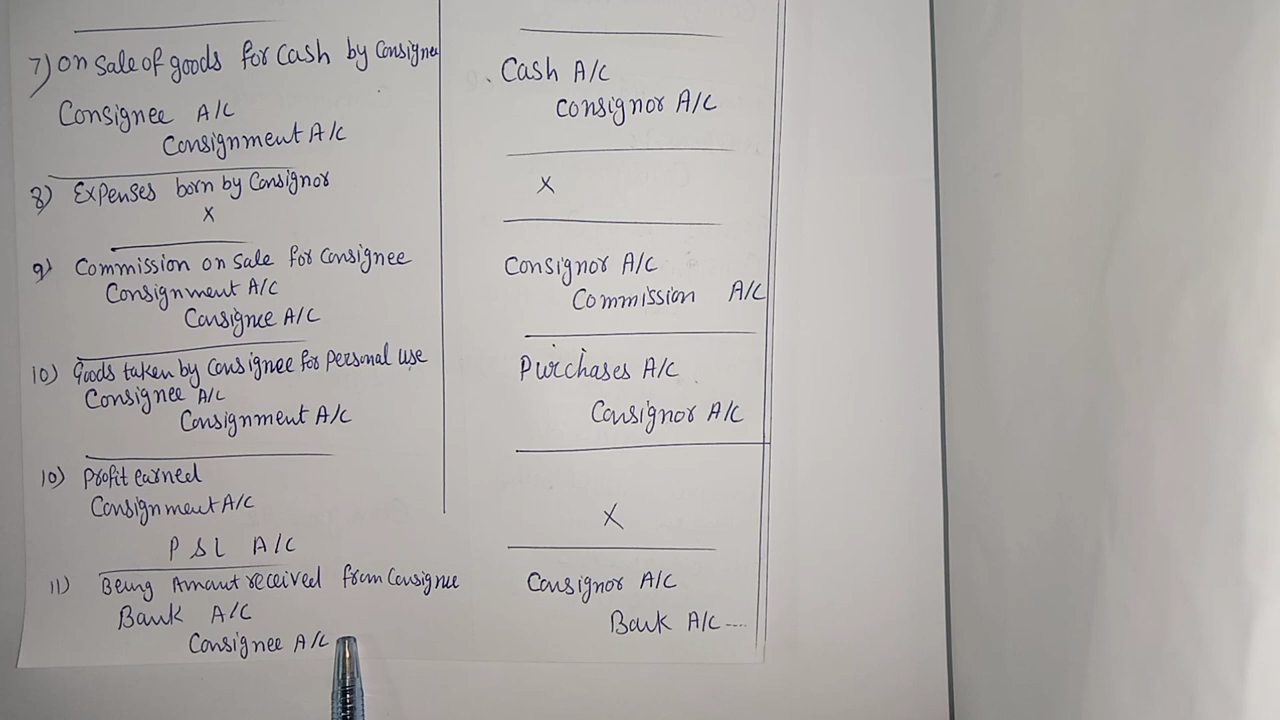 7) On Sale of goods for Cash by Consignee
Consignee A/C
Consignment A/C
Cash A/C
Consignor A/C
8) Expenses born by Consignor
X
X
9) Commission on Sale for Consignee
Consignment A/C
Consignee A/C
Consignor A/C
Commission A/C
10) Goods taken by Consignee for Personal use
Consignee A/C
Consignment A/C
Purchases A/C
Consignor A/C
10) Profit earned
Consignment A/C
P & L A/C
X
11) Being Amount received from Consignee
Bank A/C
Consignee A/C
Consignor A/C
Bank A/C ----